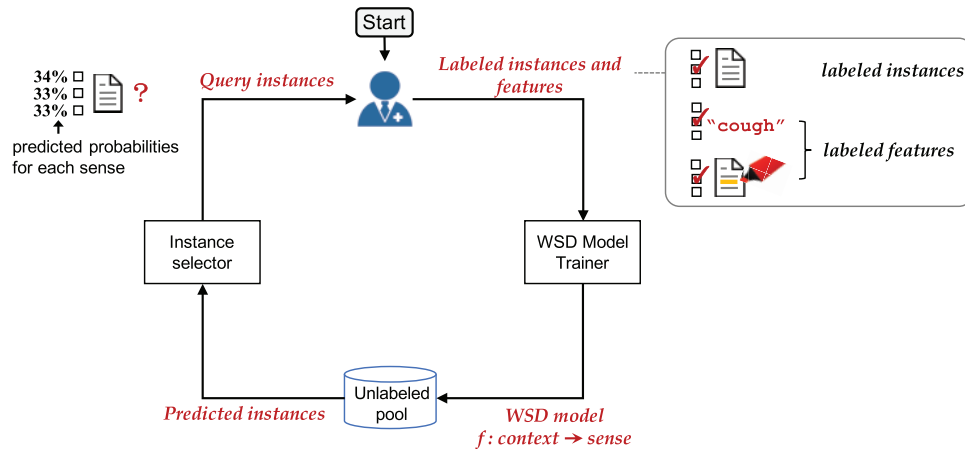 Start
34%
33%
33%
?
predicted probabilities
for each sense
Query instances
Labeled instances and
features
labeled instances
"cough"
labeled features
Instance
selector
WSD Model
Trainer
Unlabeled
pool
Predicted instances
WSD model
f : context → sense